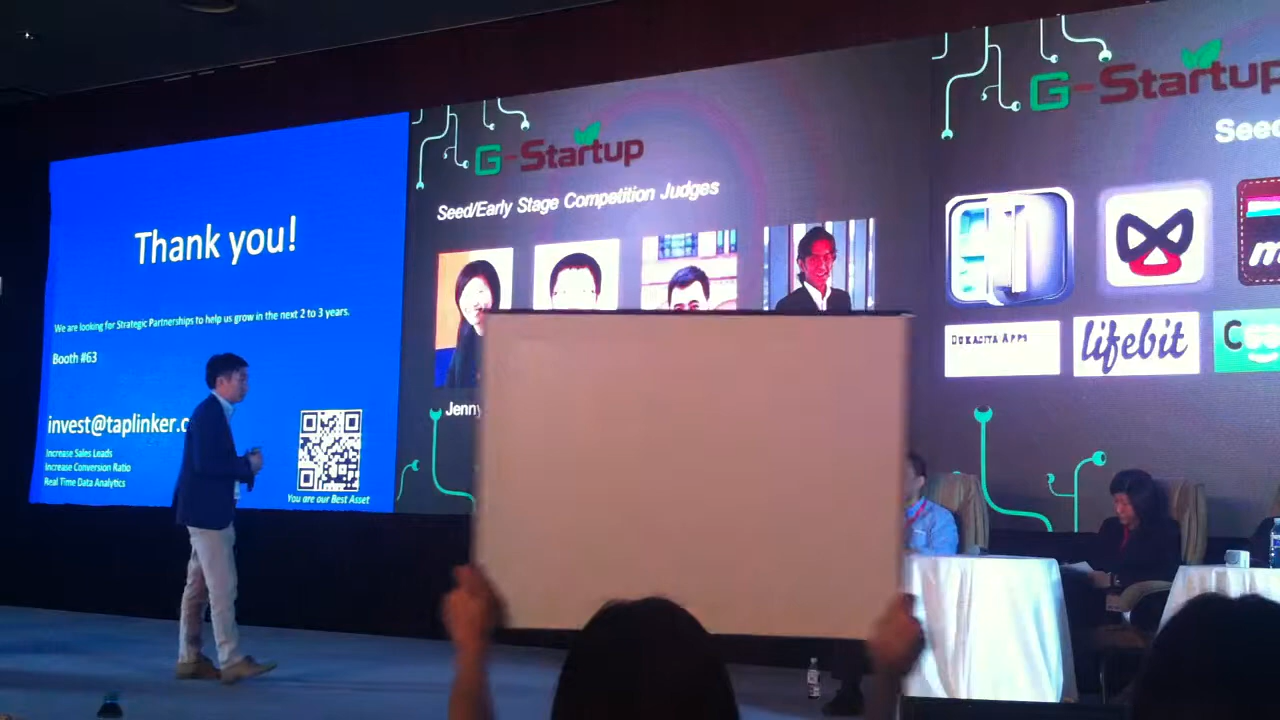 Thank you!
We are looking for Strategic Partnerships to help us grow in the next 2 to 3 years.
Booth #63
invest@taplinker.c
Increase Sales Leads
Increase Conversion Ratio
Real Time Data Analytics
You are our Best Asset
G-Startup
Seed/Early Stage Competition Judges
Jenny
G-Startup
Seed
lifebit